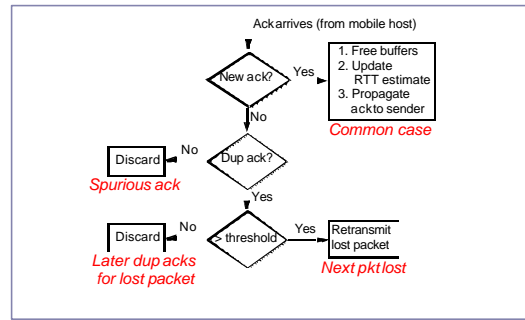 Ack arrives (from mobile host)
New ack?
Yes
1. Free buffers
2. Update
RTT estimate
3. Propagate
ack to sender
Common case
No
Discard
No
Dup ack?
Spurious ack
Yes
Discard
No
> threshold
Yes
Retransmit
lost packet
Later dup acks
for lost packet
Next pkt lost